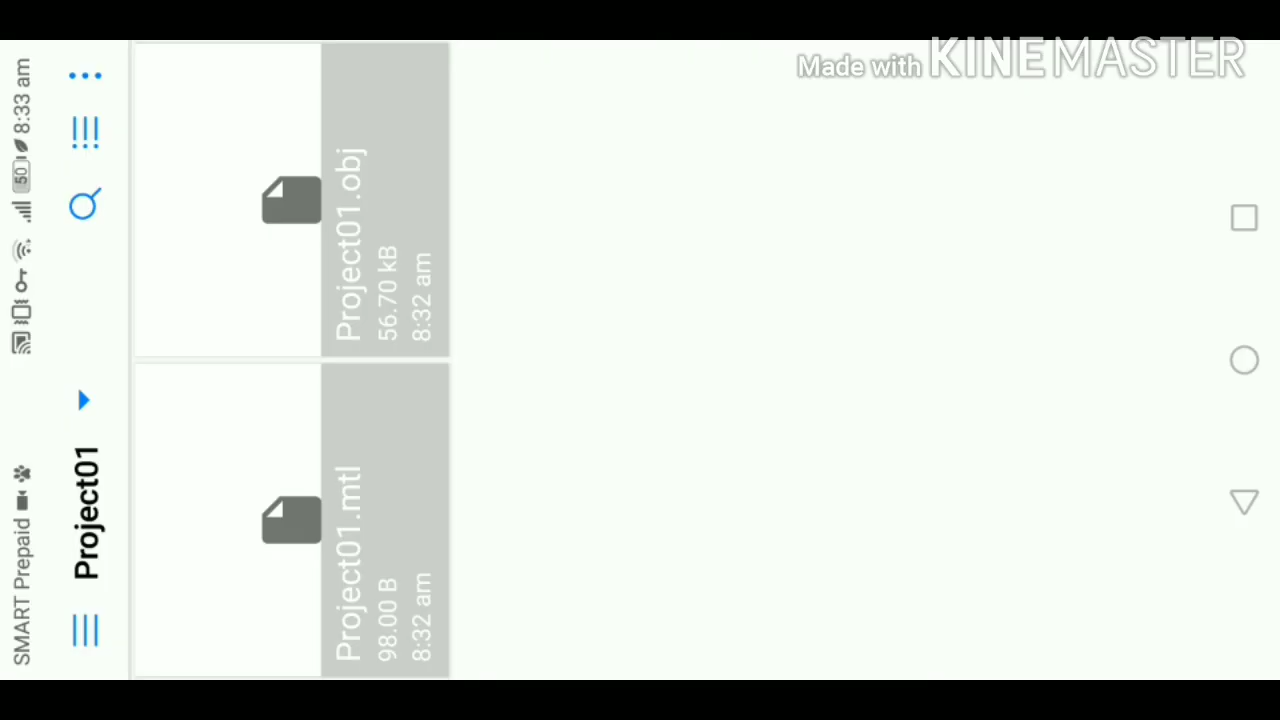 Made with KINEMASTER
SMART Prepaid
50 8:33 am
Project01
Project01.mtl
98.00 B
8:32 am
Project01.obj
56.70 kB
8:32 am